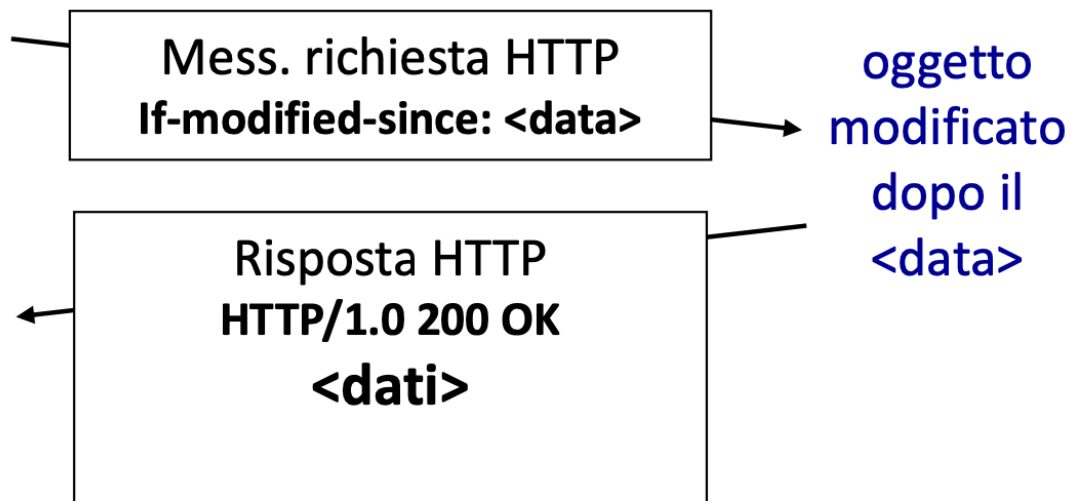 Mess. richiesta HTTP
If-modified-since: <data>
oggetto
modificato
dopo il
<data>
Risposta HTTP
HTTP/1.0 200 OK
<dati>